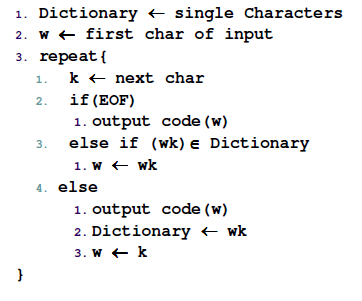 1. Dictionary ← single Characters
2. w ← first char of input
3. repeat{
1. k ← next char
2. if(EOF)
1. output code(w)
3. else if (wk) ∈ Dictionary
1. w ← wk
4. else
1. output code(w)
2. Dictionary ← wk
3. w ← k
}